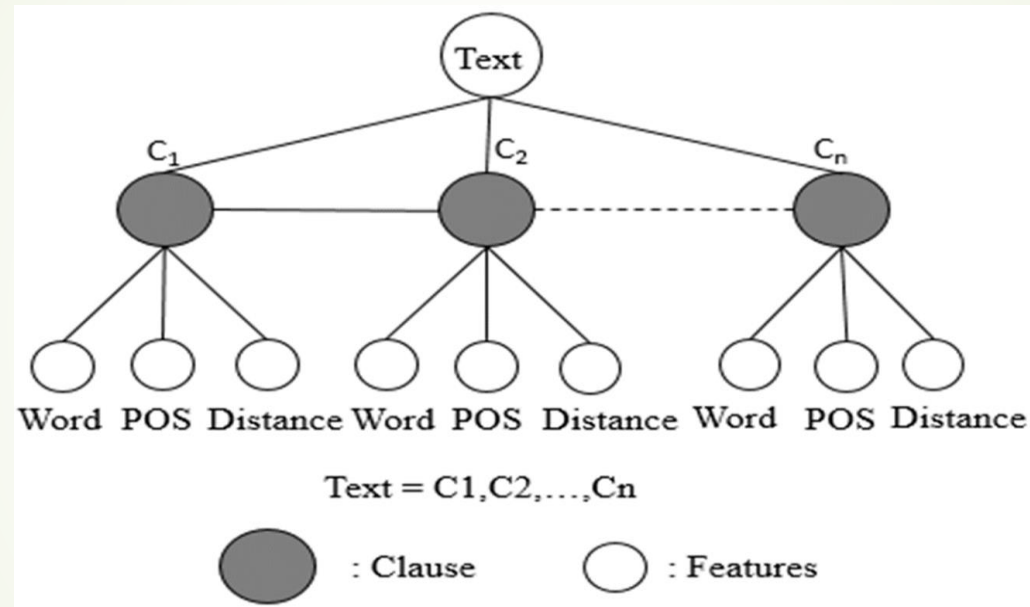 Text
C₁ C₂ Cₙ
Word POS Distance Word POS Distance Word POS Distance
Text = C1,C2,...,Cn
: Clause : Features